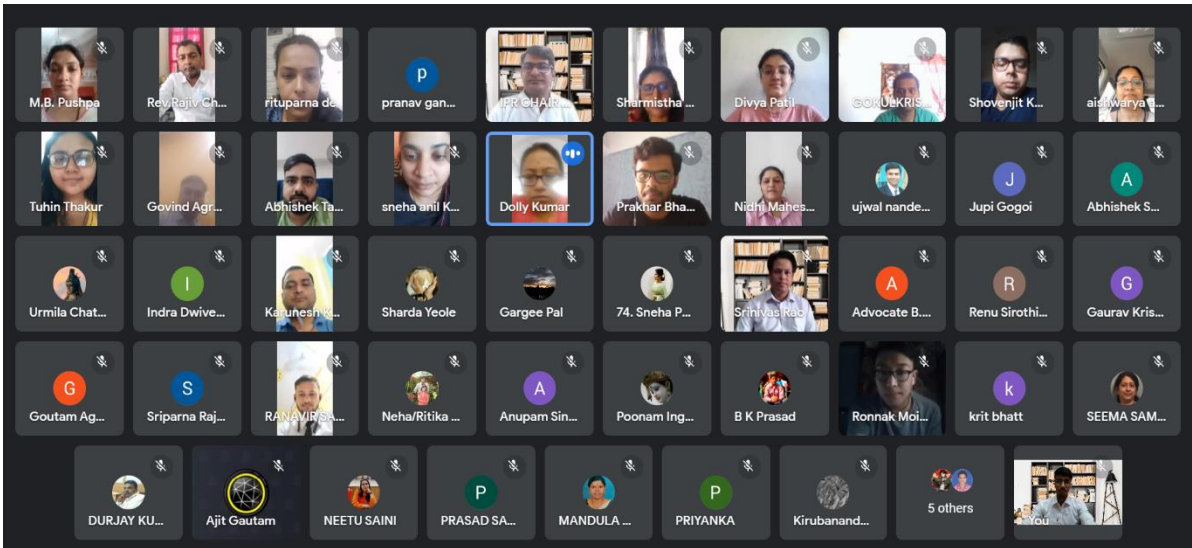 M.B. Pushpa
Rev.Rajiv Ch...
rituparna de
p
pranav gan...
IPR CHAIR...
Sharmistha ...
Divya Patil
GOKULKRIS...
Shovenjit K...
aishwarya
Tuhin Thakur
Govind Agr...
Abhishek Ta...
sneha anil K...
Dolly Kumar
Prakhar Bha...
Nidhi Mahes...
ujwal nande...
J
Jupi Gogoi
A
Abhishek S...
Urmila Chat...
I
Indra Dwive...
Karunesh K...
Sharda Yeole
Gargee Pal
74. Sneha P...
Srinivas Rao
A
Advocate B....
R
Renu Sirothi...
G
Gaurav Kris...
G
Goutam Ag...
S
Sriparna Raj...
RANAVIR SA...
Neha/Ritika ...
A
Anupam Sin...
Poonam Ing...
B K Prasad
Ronnak Moi...
k
krit bhatt
SEEMA SAM...
DURJAY KU...
Ajit Gautam
NEETU SAINI
P
PRASAD SA...
MANDULA ...
P
PRIYANKA
Kirubanand...
5 others
You